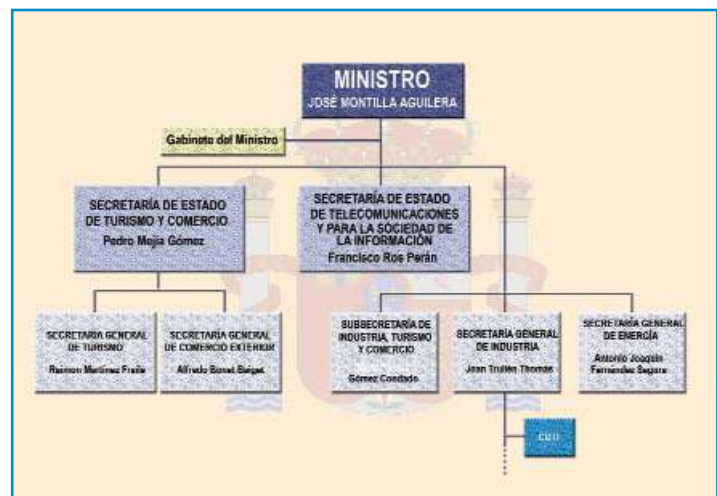 MINISTRO
JOSÉ MONTILLA AGUILERA
Gabinete del Ministro
SECRETARÍA DE ESTADO
DE TURISMO Y COMERCIO
Pedro Mejía Gómez
SECRETARÍA DE ESTADO
DE TELECOMUNICACIONES
Y PARA LA SOCIEDAD DE
LA INFORMACIÓN
Francisco Ros Perán
SECRETARÍA GENERAL
DE TURISMO
Raimon Martínez Fraile
SECRETARÍA GENERAL
DE COMERCIO EXTERIOR
Alfredo Bonet Baiget
SUBSECRETARÍA DE
INDUSTRIA, TURISMO
Y COMERCIO
Gómez Condado
SECRETARÍA GENERAL
DE INDUSTRIA
Joan Trullén Thomás
SECRETARÍA GENERAL
DE ENERGÍA
Antonio Joaquín
Fernández Segura